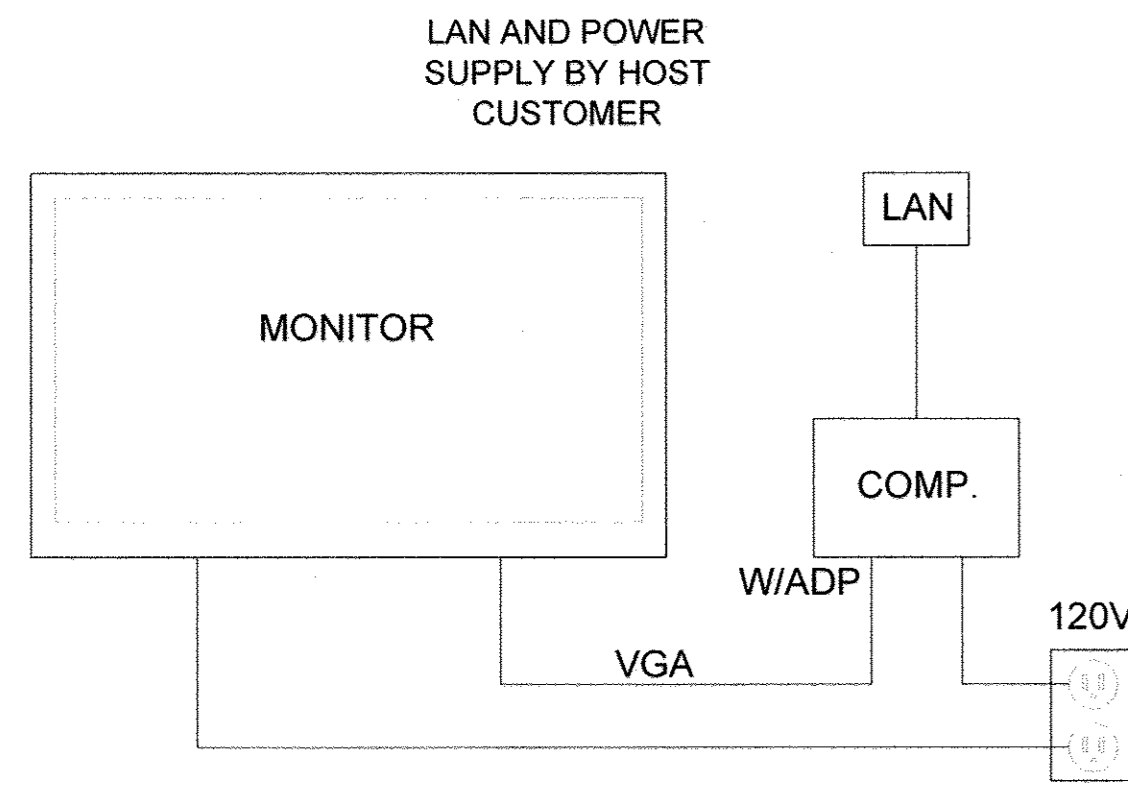 LAN AND POWER
SUPPLY BY HOST
CUSTOMER
LAN
MONITOR
COMP.
W/ADP
120V
VGA